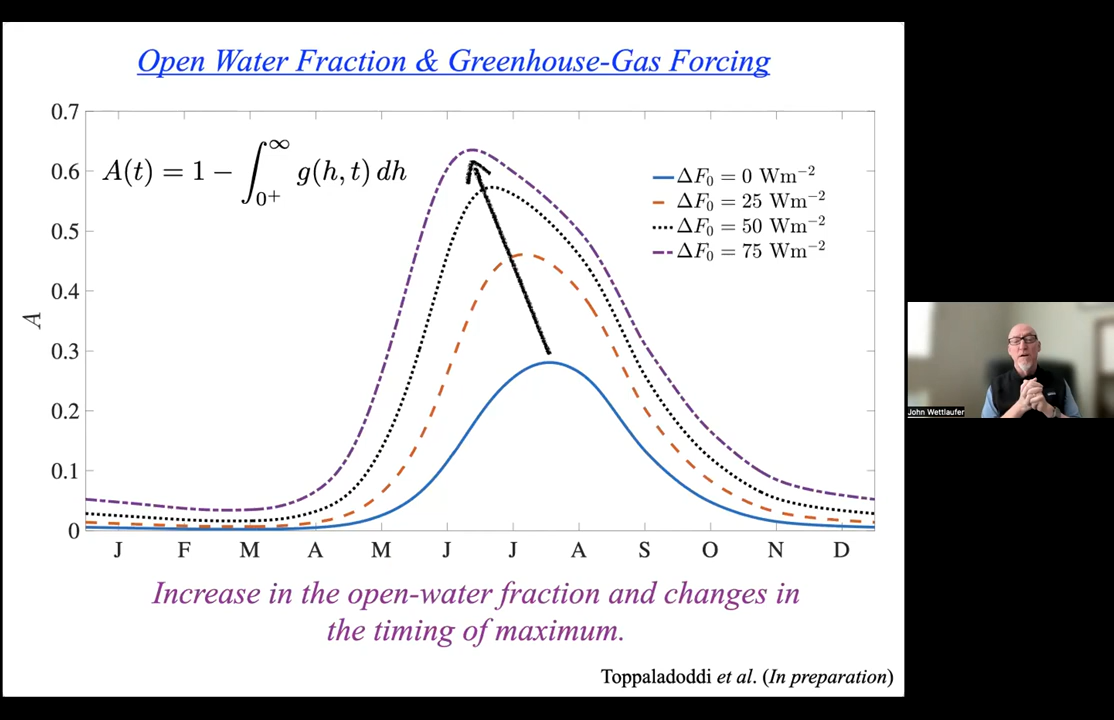 Open Water Fraction & Greenhouse-Gas Forcing
A(t) = 1 − ∫₀₊^∞ g(h, t) dh
ΔF₀ = 0 Wm⁻²
ΔF₀ = 25 Wm⁻²
ΔF₀ = 50 Wm⁻²
ΔF₀ = 75 Wm⁻²
0.7
0.6
0.5
0.4
0.3
0.2
0.1
0
A
J F M A M J J A S O N D
Increase in the open-water fraction and changes in
the timing of maximum.
Toppaladoddi et al. (In preparation)
John Wettlaufer